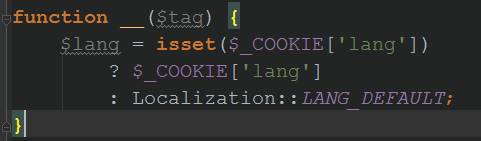 function __($tag) {
    $lang = isset($_COOKIE['lang'])
        ? $_COOKIE['lang']
        : Localization::LANG_DEFAULT;
}